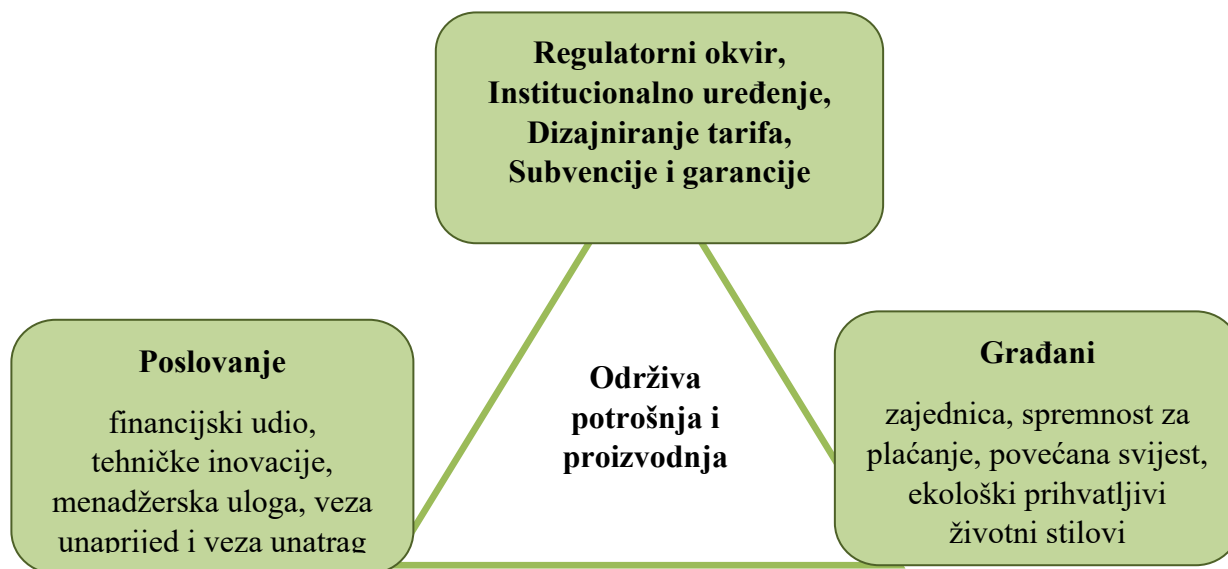 Regulatorni okvir,
Institucionalno uređenje,
Dizajniranje tarifa,
Subvencije i garancije
Poslovanje
financijski udio,
tehničke inovacije,
menadžerska uloga, veza
unaprijed i veza unatrag
Održiva
potrošnja i
proizvodnja
Građani
zajednica, spremnost za
plaćanje, povećana svijest,
ekološki prihvatljivi
životni stilovi